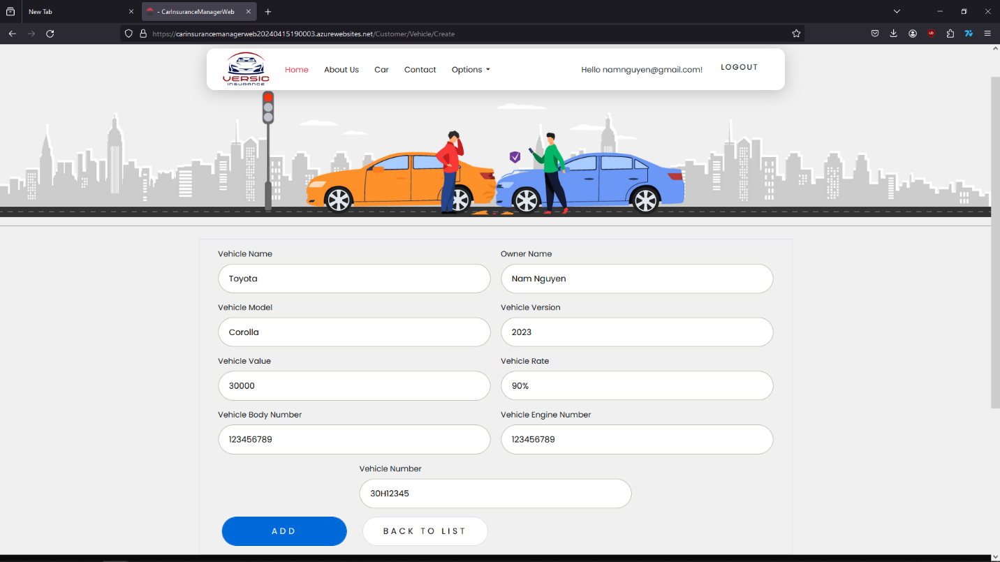 New Tab
- CarInsuranceManagerWeb
https://carinsurancemanagerweb20240415190003.azurewebsites.net/Customer/Vehicle/Create
VERSIC
INSURANCE
Home About Us Car Contact Options Hello namnguyen@gmail.com! LOGOUT
Vehicle Name Owner Name
Toyota Nam Nguyen
Vehicle Model Vehicle Version
Corolla 2023
Vehicle Value Vehicle Rate
30000 90%
Vehicle Body Number Vehicle Engine Number
123456789 123456789
Vehicle Number
30H12345
ADD BACK TO LIST